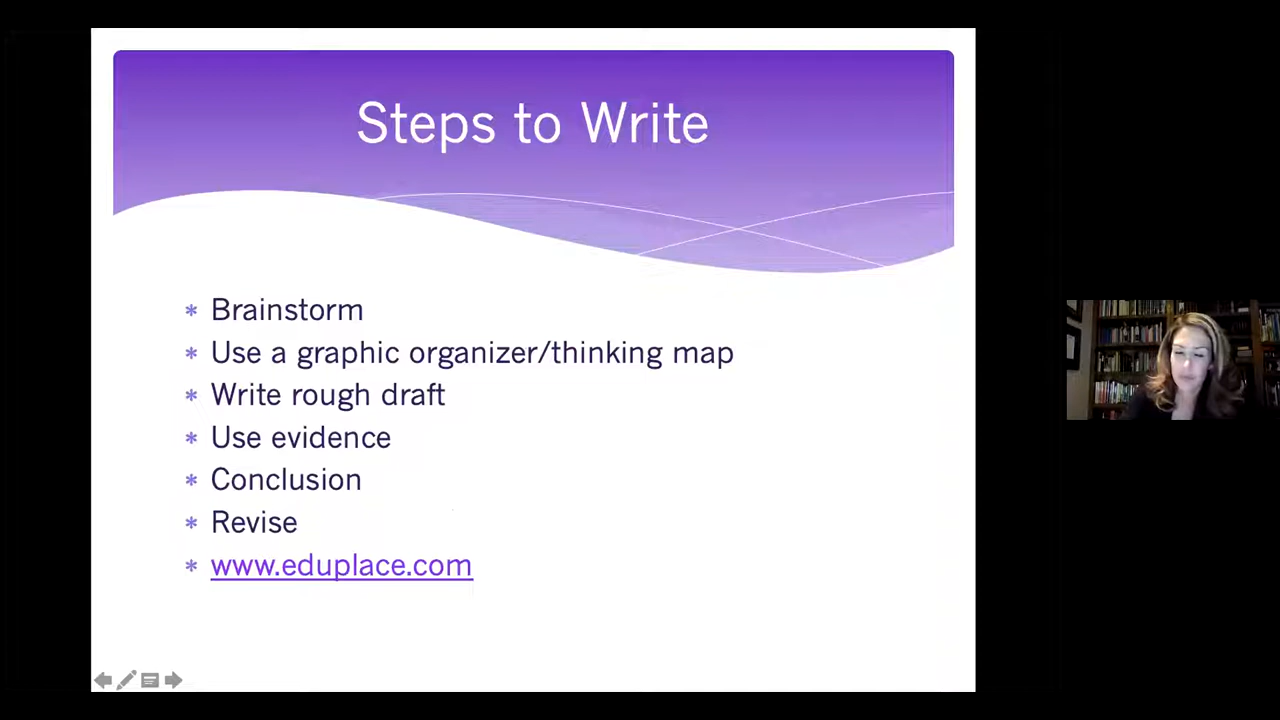 Steps to Write
* Brainstorm
* Use a graphic organizer/thinking map
* Write rough draft
* Use evidence
* Conclusion
* Revise
* www.eduplace.com